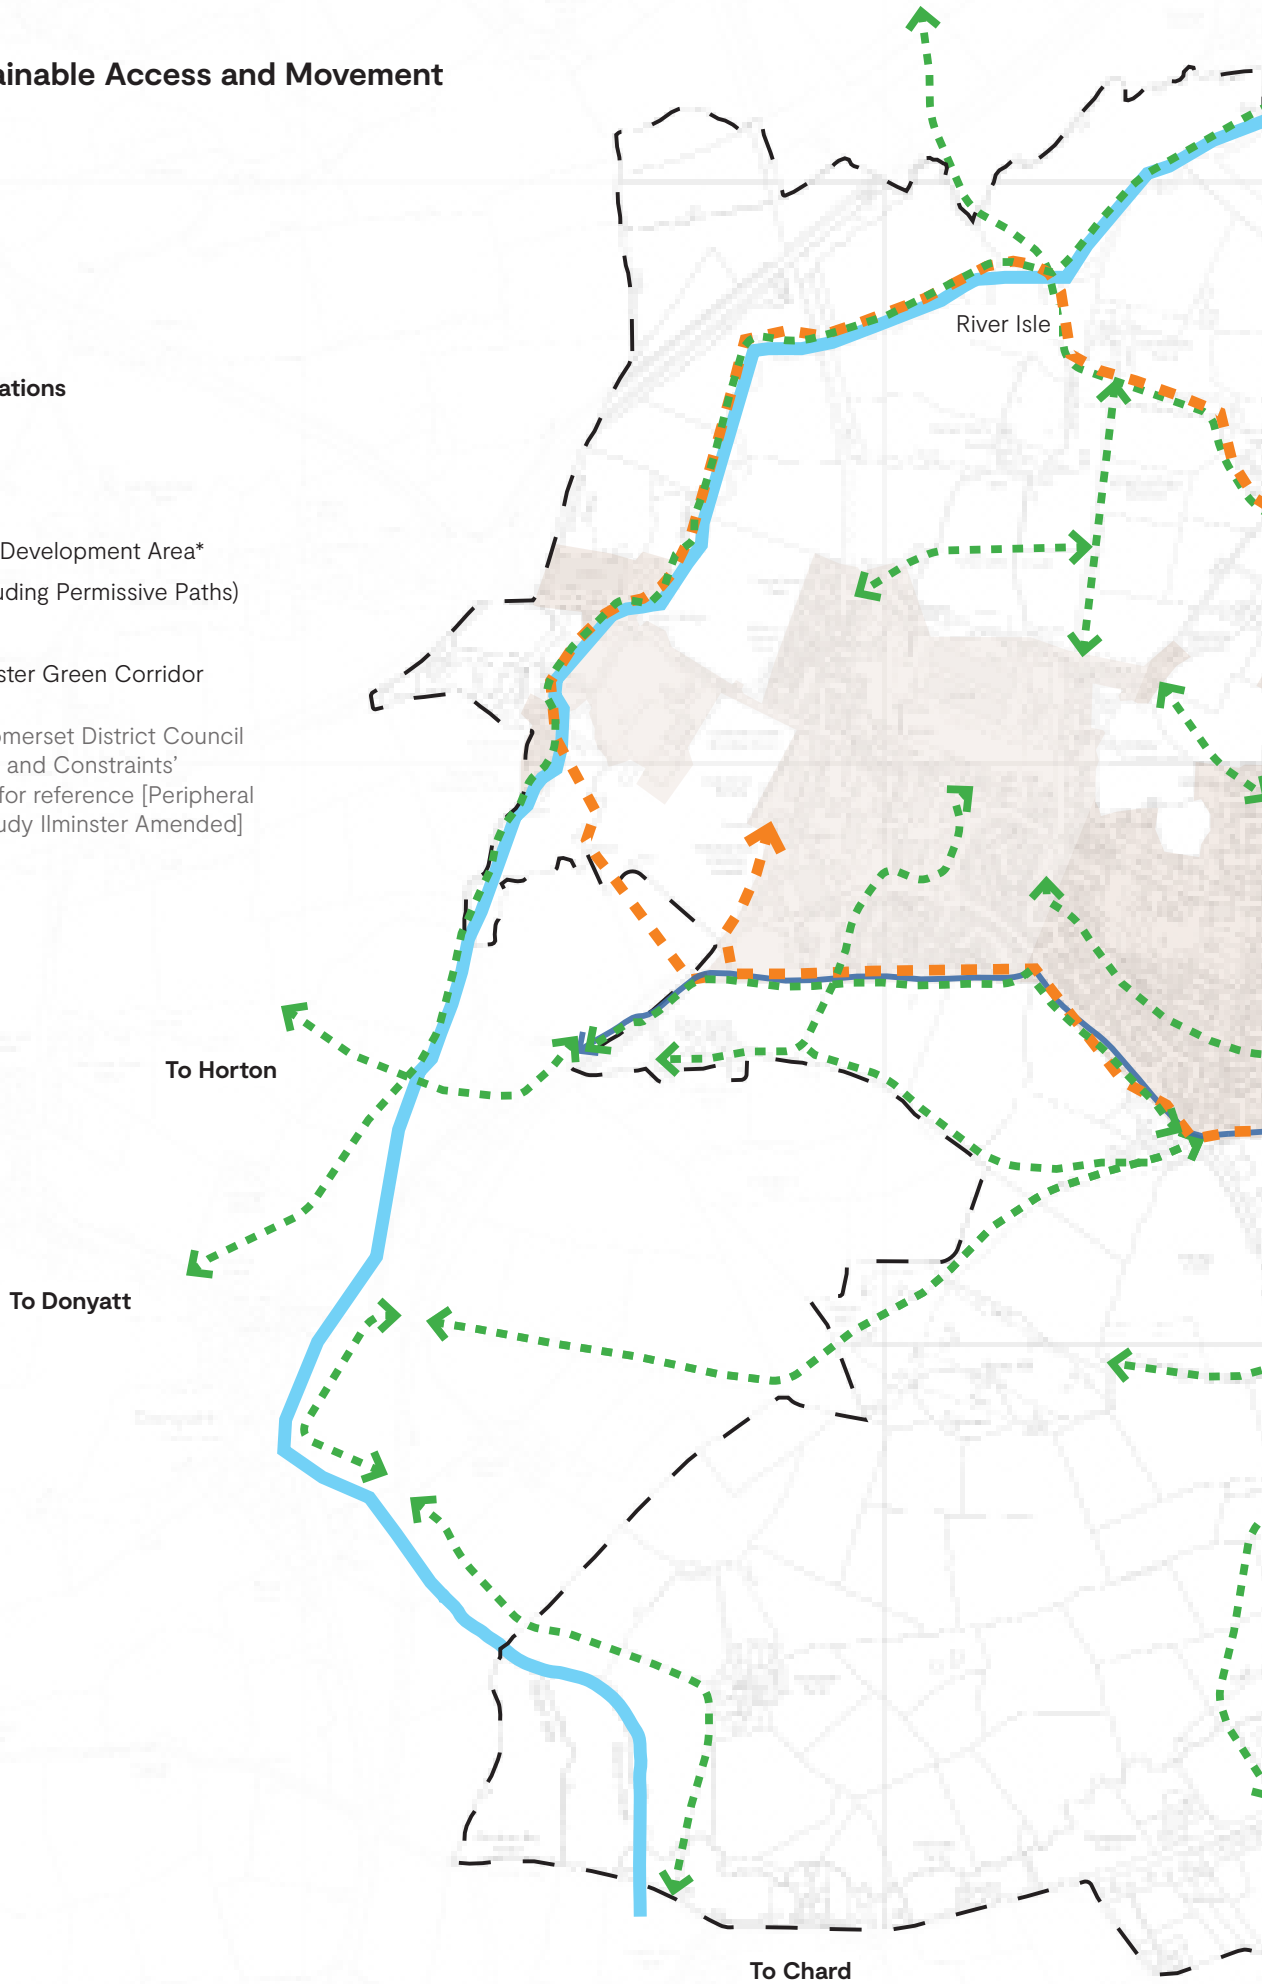 ainable Access and Movement
River Isle
ations
Development Area*
uding Permissive Paths)
ster Green Corridor
omerset District Council
and Constraints'
for reference [Peripheral
udy Ilminster Amended]
To Horton
To Donyatt
To Chard